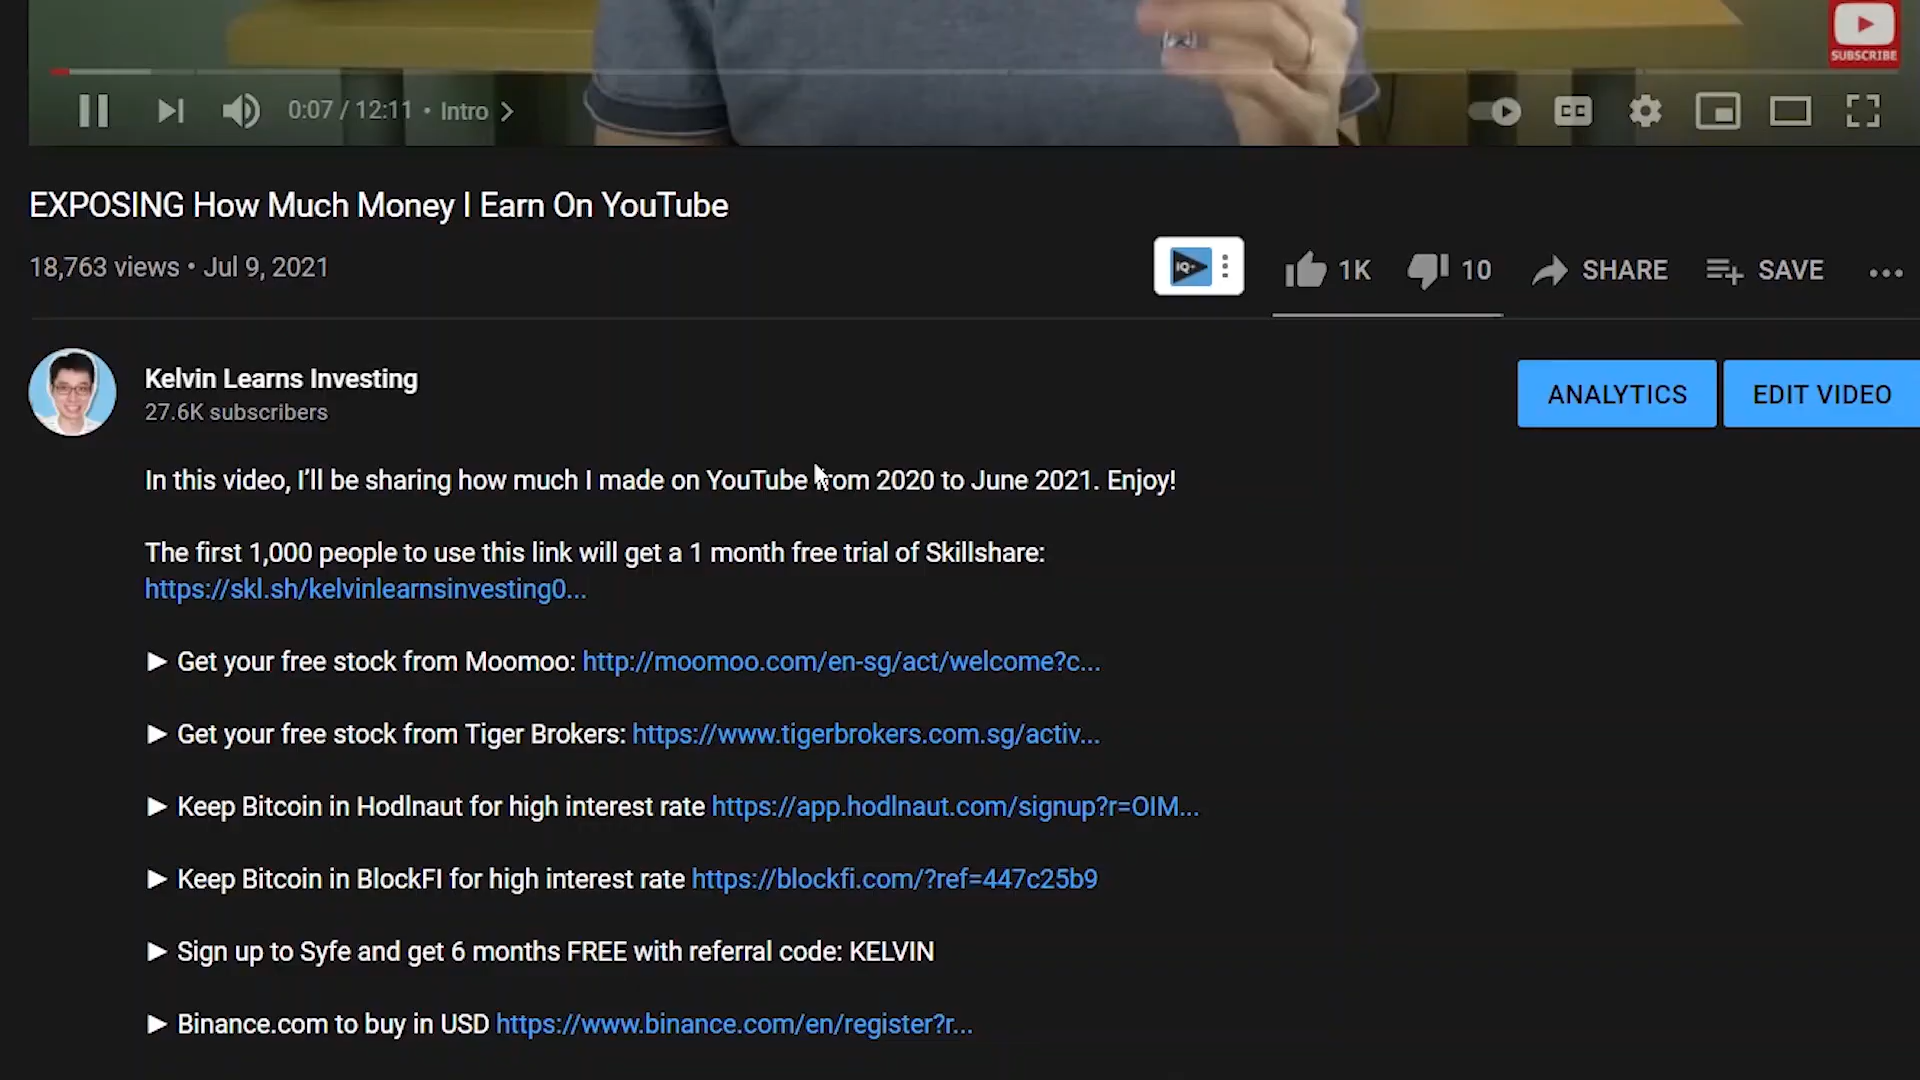 SUBSCRIBE
0:07 / 12:11 • Intro
EXPOSING How Much Money I Earn On YouTube
18,763 views • Jul 9, 2021
IQ+
1K
10
SHARE
SAVE
Kelvin Learns Investing
27.6K subscribers
ANALYTICS
EDIT VIDEO
In this video, I’ll be sharing how much I made on YouTube from 2020 to June 2021. Enjoy!
The first 1,000 people to use this link will get a 1 month free trial of Skillshare:
https://skl.sh/kelvinlearnsinvesting0...
► Get your free stock from Moomoo: http://moomoo.com/en-sg/act/welcome?c...
► Get your free stock from Tiger Brokers: https://www.tigerbrokers.com.sg/activ...
► Keep Bitcoin in Hodlnaut for high interest rate https://app.hodlnaut.com/signup?r=OIM...
► Keep Bitcoin in BlockFI for high interest rate https://blockfi.com/?ref=447c25b9
► Sign up to Syfe and get 6 months FREE with referral code: KELVIN
► Binance.com to buy in USD https://www.binance.com/en/register?r...